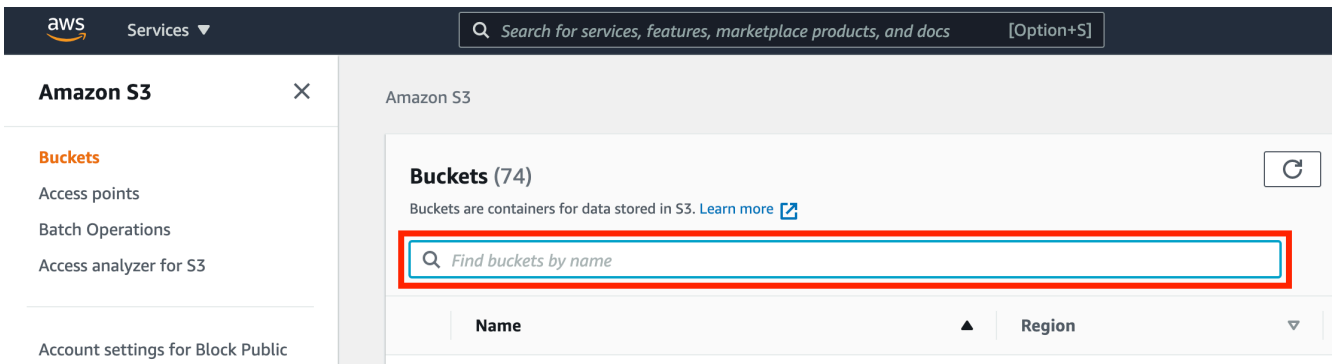 aws
Services ▼
Search for services, features, marketplace products, and docs [Option+S]
Amazon S3
Buckets
Access points
Batch Operations
Access analyzer for S3
Account settings for Block Public
Amazon S3
Buckets (74)
Buckets are containers for data stored in S3. Learn more
Find buckets by name
Name ▲ Region ▽